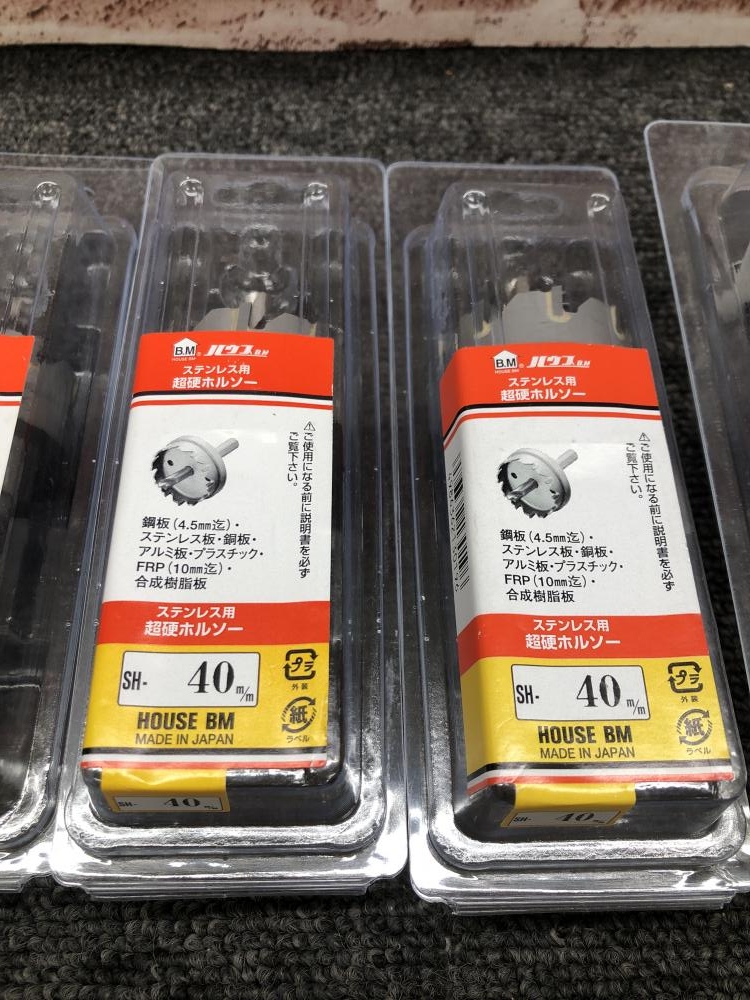 B.M
®
HOUSE BM
ハウスB.M
ステンレス用
超硬ホルソー
⚠ご使用になる前に説明書を必ず
ご覧下さい。
鋼板(4.5mm迄)・
ステンレス板・銅板・
アルミ板・プラスチック・
FRP(10mm迄)・
合成樹脂板
ステンレス用
超硬ホルソー
SH- 40 m/m
プラ
外装
紙
ラベル
HOUSE BM
MADE IN JAPAN
SH- 40 m/m
B.M
®
HOUSE BM
ハウスB.M
ステンレス用
超硬ホルソー
⚠ご使用になる前に説明書を必ず
ご覧下さい。
鋼板(4.5mm迄)・
ステンレス板・銅板・
アルミ板・プラスチック・
FRP(10mm迄)・
合成樹脂板
ステンレス用
超硬ホルソー
SH- 40 m/m
プラ
外装
紙
ラベル
HOUSE BM
MADE IN JAPAN
SH- 40 m/m